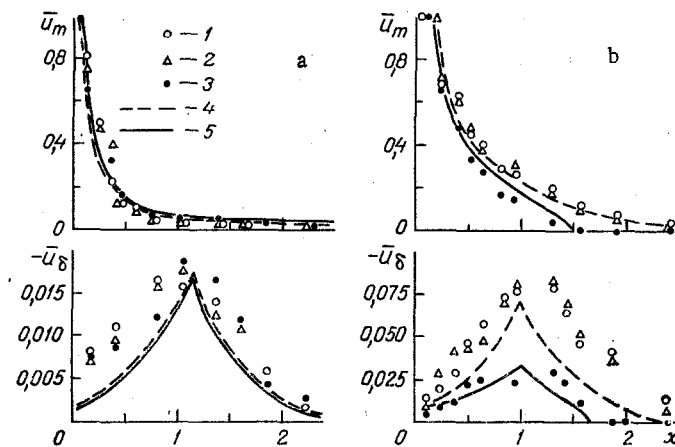 ū_m
ū_m
0,8
0,4
0
a
○ – 1
△ – 2
● – 3
– – – 4
—— 5
b
0,8
0,4
0
-ū_δ
-ū_δ
0,015
0,010
0,005
0 1 2
0,075
0,050
0,025
0 1 2 x